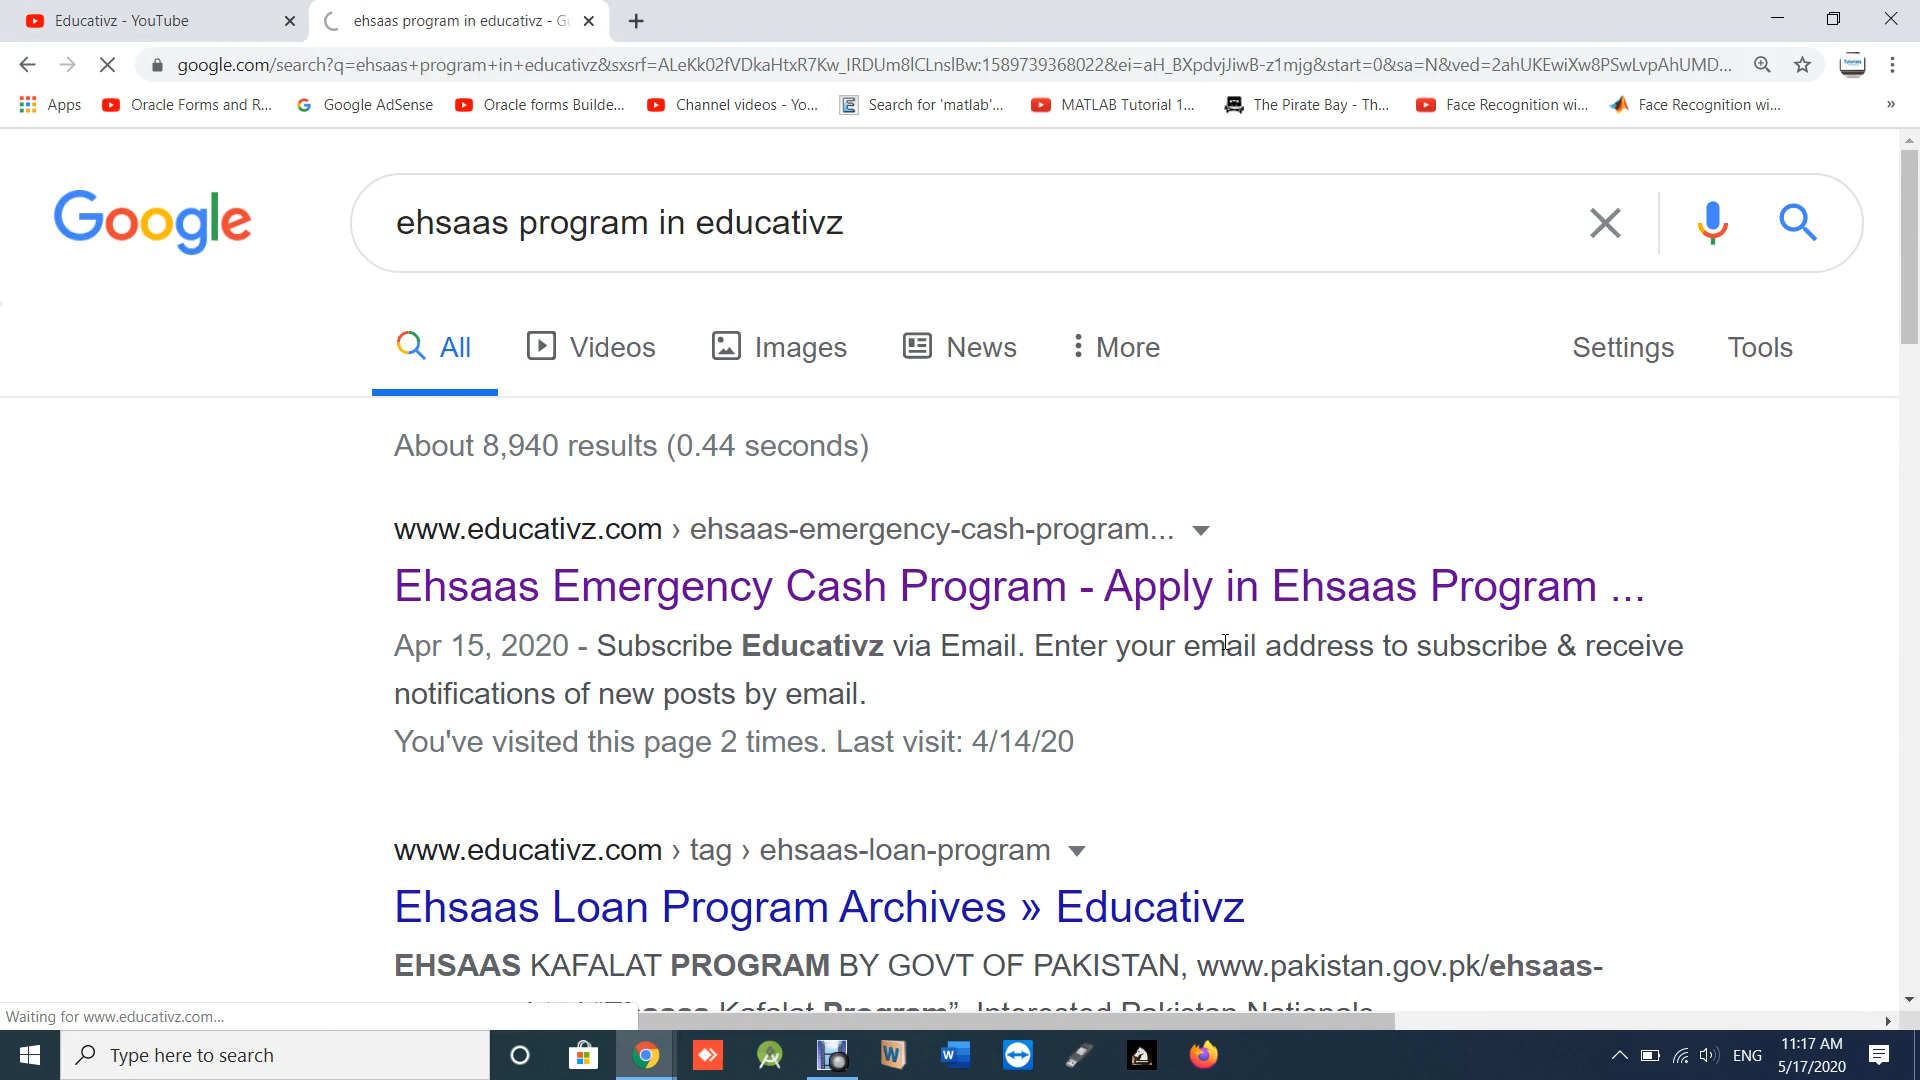 Educativz - YouTube
ehsaas program in educativz - Go
google.com/search?q=ehsaas+program+in+educativz&sxsrf=ALeKk02fVDkaHtxR7Kw_IRDUm8lCLnslBw:1589739368022&ei=aH_BXpdvjJiwB-z1mjg&start=0&sa=N&ved=2ahUKEwiXw8PSwLvpAhUMD...
Apps Oracle Forms and R... Google AdSense Oracle forms Builde... Channel videos - Yo... Search for 'matlab'... MATLAB Tutorial 1... The Pirate Bay - Th... Face Recognition wi... Face Recognition wi... »
Google
ehsaas program in educativz
All Videos Images News More Settings Tools
About 8,940 results (0.44 seconds)
www.educativz.com › ehsaas-emergency-cash-program...
Ehsaas Emergency Cash Program - Apply in Ehsaas Program ...
Apr 15, 2020 - Subscribe Educativz via Email. Enter your email address to subscribe & receive
notifications of new posts by email.
You've visited this page 2 times. Last visit: 4/14/20
www.educativz.com › tag › ehsaas-loan-program
Ehsaas Loan Program Archives » Educativz
EHSAAS KAFALAT PROGRAM BY GOVT OF PAKISTAN, www.pakistan.gov.pk/ehsaas-
Kafalat Program". Interested Pakistan Nationals
Waiting for www.educativz.com...
Type here to search
ENG
11:17 AM
5/17/2020